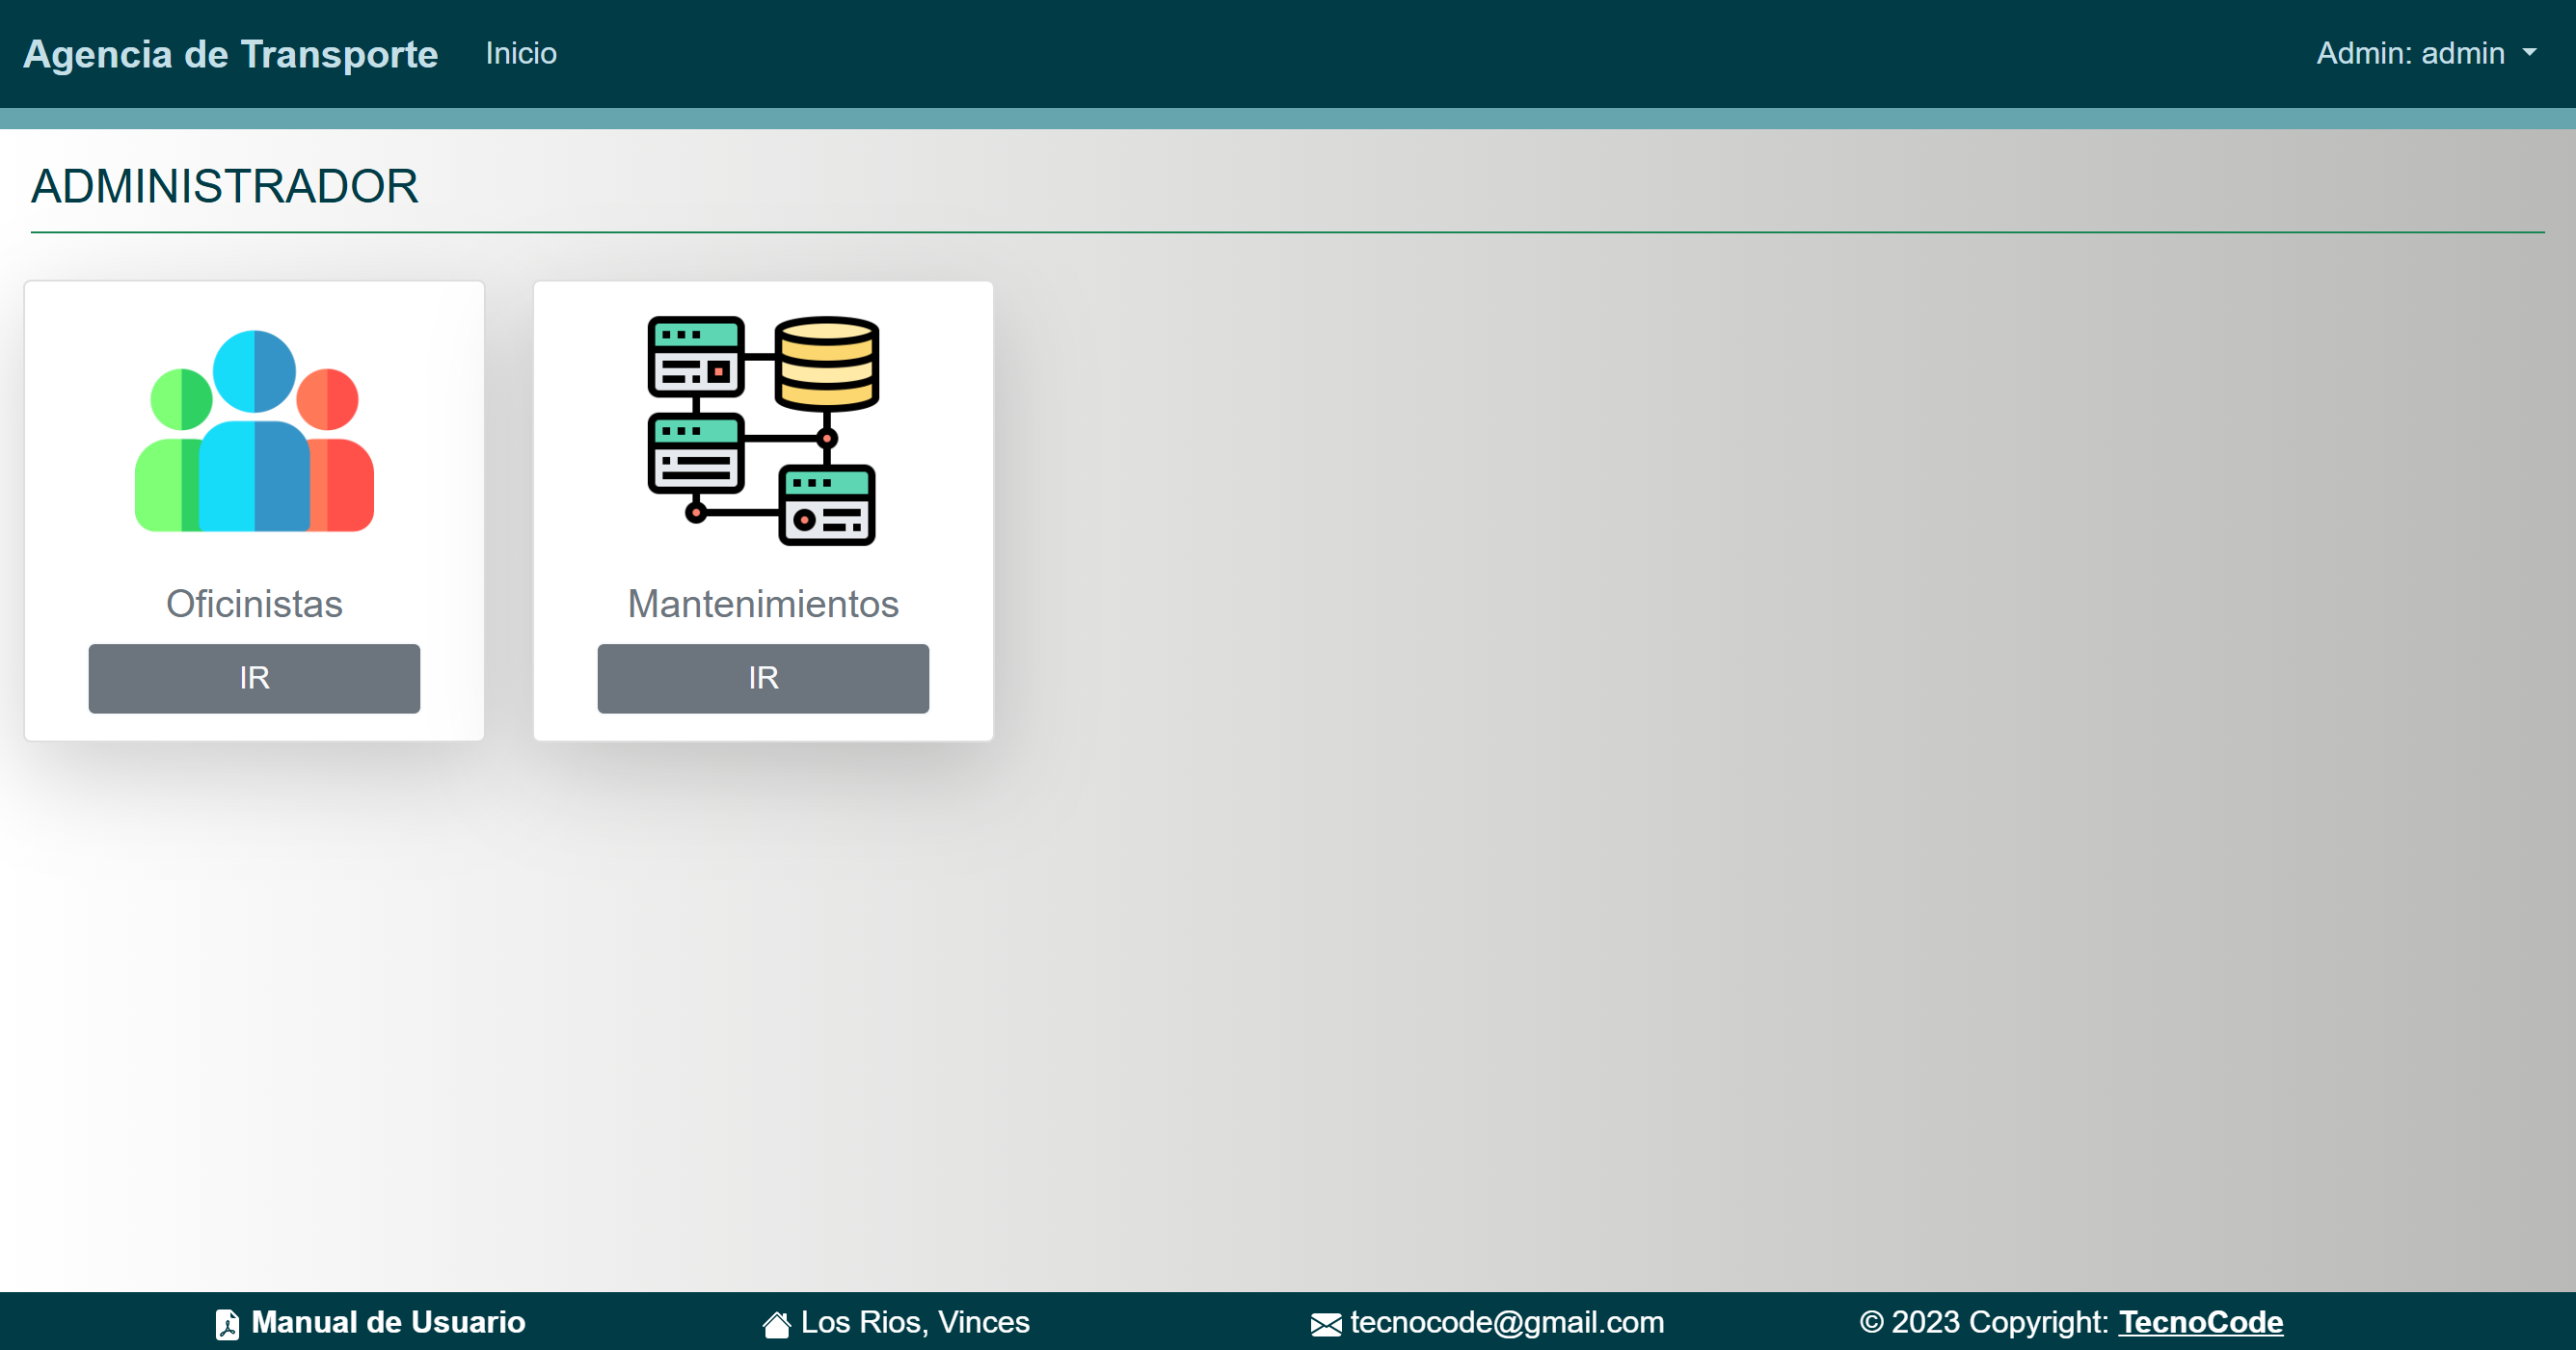 Agencia de Transporte Inicio Admin: admin
ADMINISTRADOR
Oficinistas Mantenimientos
IR IR
Manual de Usuario Los Rios, Vinces tecnocode@gmail.com © 2023 Copyright: TecnoCode